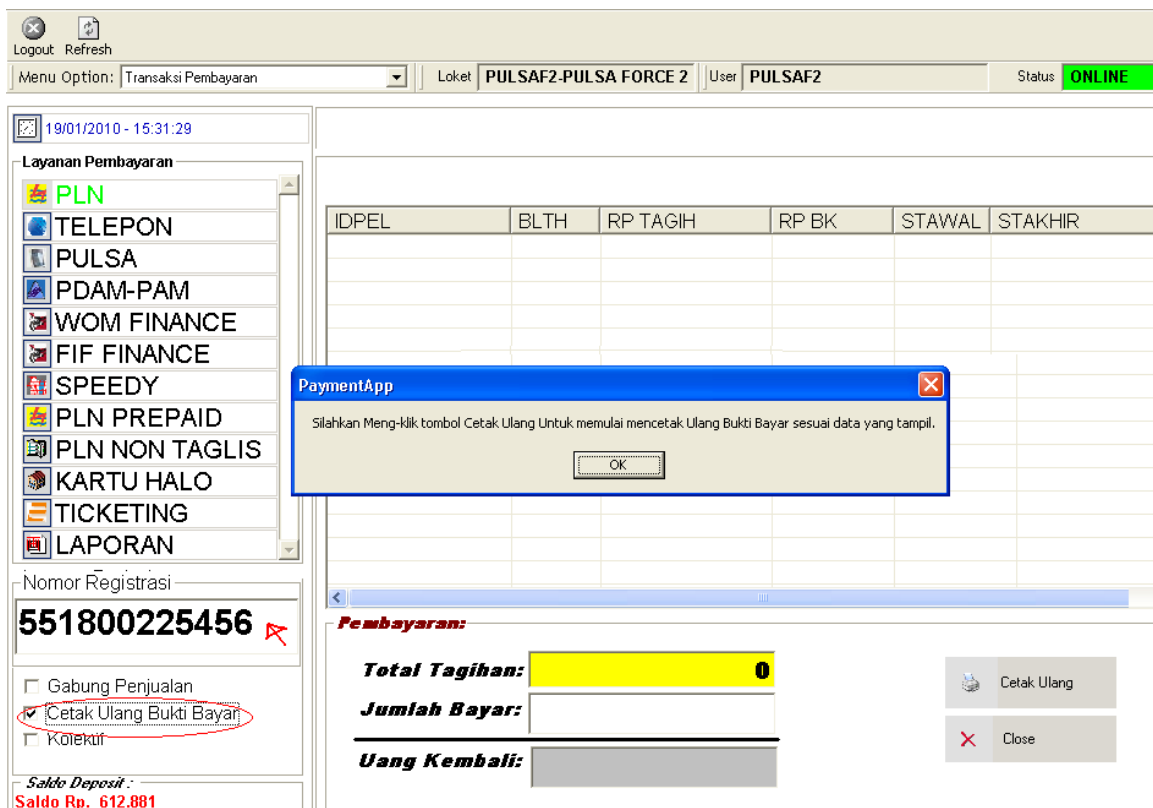 Logout Refresh
Menu Option: Transaksi Pembayaran Loket PULSAF2-PULSA FORCE 2 User PULSAF2 Status ONLINE
19/01/2010 - 15:31:29
Layanan Pembayaran
PLN
TELEPON
PULSA
PDAM-PAM
WOM FINANCE
FIF FINANCE
SPEEDY
PLN PREPAID
PLN NON TAGLIS
KARTU HALO
TICKETING
LAPORAN
IDPEL BLTH RP TAGIH RP BK STAWAL STAKHIR
PaymentApp
Silahkan Meng-klik tombol Cetak Ulang Untuk memulai mencetak Ulang Bukti Bayar sesuai data yang tampil.
OK
Nomor Registrasi
551800225456
Gabung Penjualan
Cetak Ulang Bukti Bayar
Kolektif
Saldo Deposit :
Saldo Rp. 612.881
Pembayaran:
Total Tagihan: 0
Jumlah Bayar:
Uang Kembali:
Cetak Ulang
Close